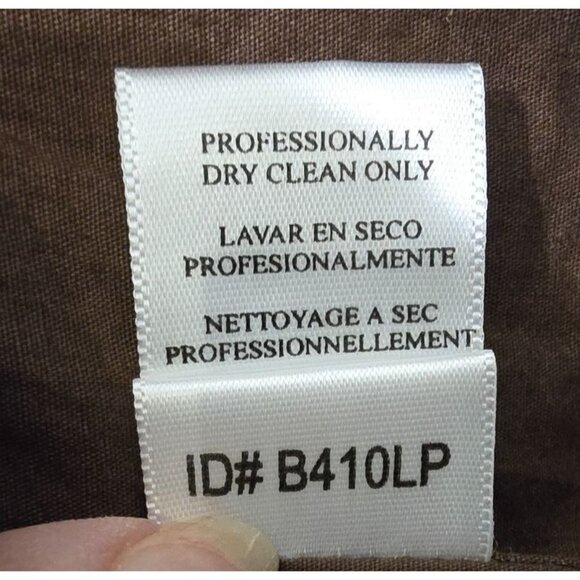 PROFESSIONALLY
DRY CLEAN ONLY
LAVAR EN SECO
PROFESIONALMENTE
NETTOYAGE A SEC
PROFESSIONNELLEMENT
ID# B410LP